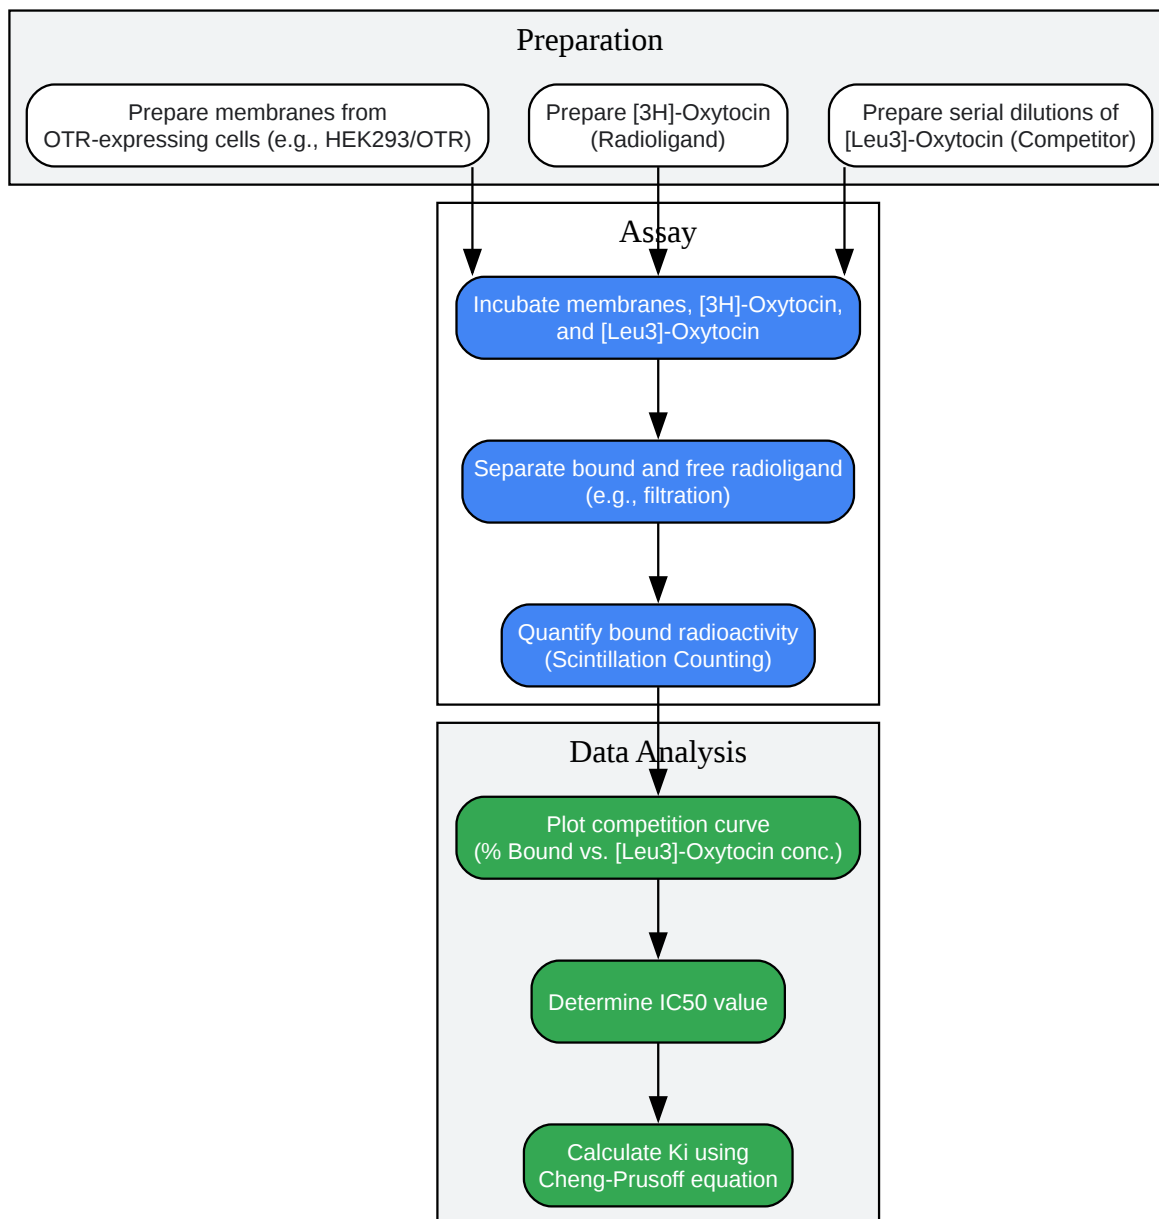 Preparation
Prepare membranes from
OTR-expressing cells (e.g., HEK293/OTR)
Prepare [3H]-Oxytocin
(Radioligand)
Prepare serial dilutions of
[Leu3]-Oxytocin (Competitor)
Assay
Incubate membranes, [3H]-Oxytocin,
and [Leu3]-Oxytocin
Separate bound and free radioligand
(e.g., filtration)
Quantify bound radioactivity
(Scintillation Counting)
Data Analysis
Plot competition curve
(% Bound vs. [Leu3]-Oxytocin conc.)
Determine IC50 value
Calculate Ki using
Cheng-Prusoff equation